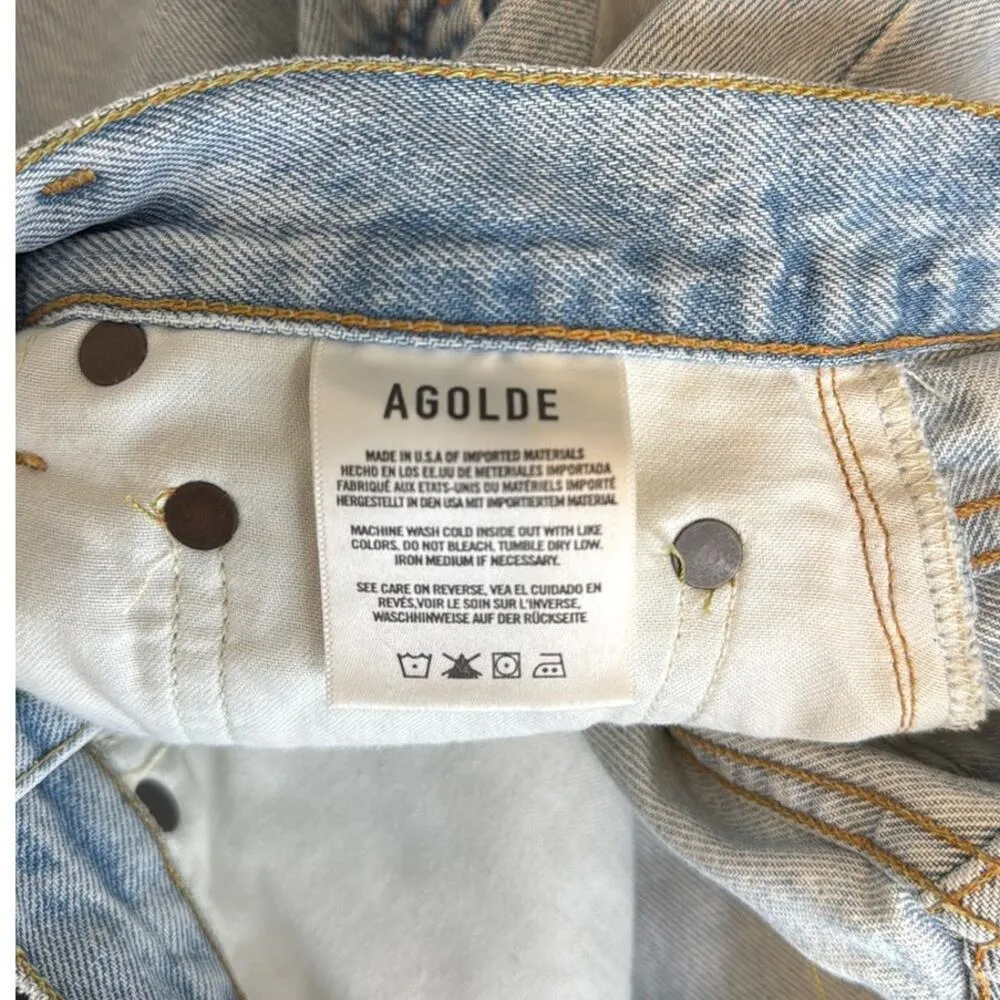 AGOLDE
MADE IN U.S.A OF IMPORTED MATERIALS
HECHO EN LOS EE.UU DE METERIALES IMPORTADA
FABRIQUÉ AUX ETATS-UNIS DU MATÉRIELS IMPORTÉ
HERGESTELLT IN DEN USA MIT IMPORTIERTEM MATERIAL
MACHINE WASH COLD INSIDE OUT WITH LIKE
COLORS. DO NOT BLEACH. TUMBLE DRY LOW.
IRON MEDIUM IF NECESSARY.
SEE CARE ON REVERSE, VEA EL CUIDADO EN
REVÉS,VOIR LE SOIN SUR L'INVERSE,
WASCHHINWEISE AUF DER RÜCKSEITE